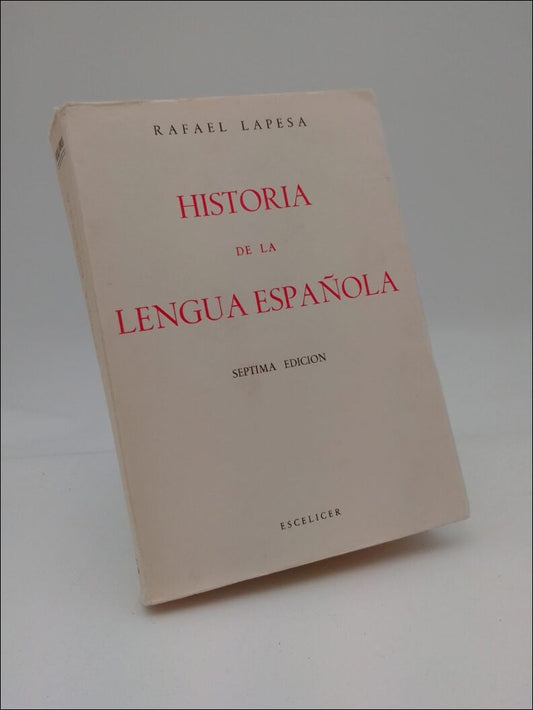 RAFAEL LAPESA
HISTORIA
DE LA
LENGUA ESPAÑOLA
SEPTIMA EDICION
ESCELICER